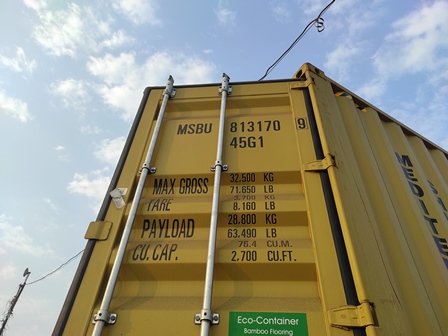 MSBU 813170 9
45G1
MAX GROSS 32.500 KG
71.650 LB
TARE 3.700 KG
8.160 LB
PAYLOAD 28.800 KG
63.490 LB
CU.CAP. 76.4 CU.M.
2.700 CU.FT.
Eco-Container
Bamboo Flooring